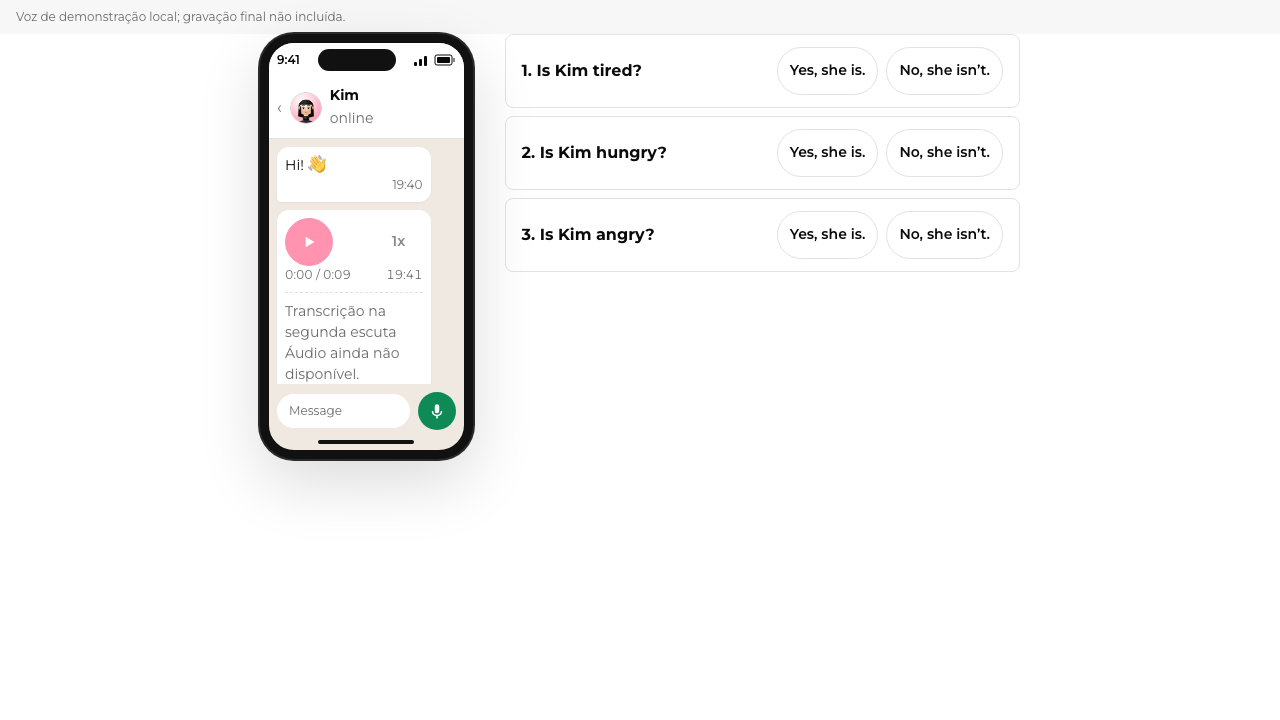 Voz de demonstração local; gravação final não incluída.
9:41
Kim
online
Hi! 👋
19:40
1x
0:00 / 0:09 19:41
Transcrição na
segunda escuta
Áudio ainda não
disponível.
Message
1. Is Kim tired? Yes, she is. No, she isn’t.
2. Is Kim hungry? Yes, she is. No, she isn’t.
3. Is Kim angry? Yes, she is. No, she isn’t.